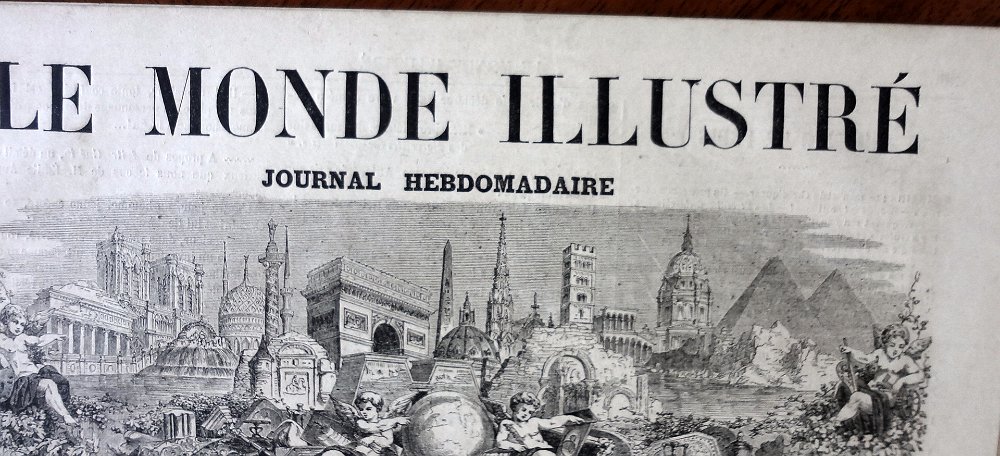 LE MONDE ILLUSTRÉ
JOURNAL HEBDOMADAIRE